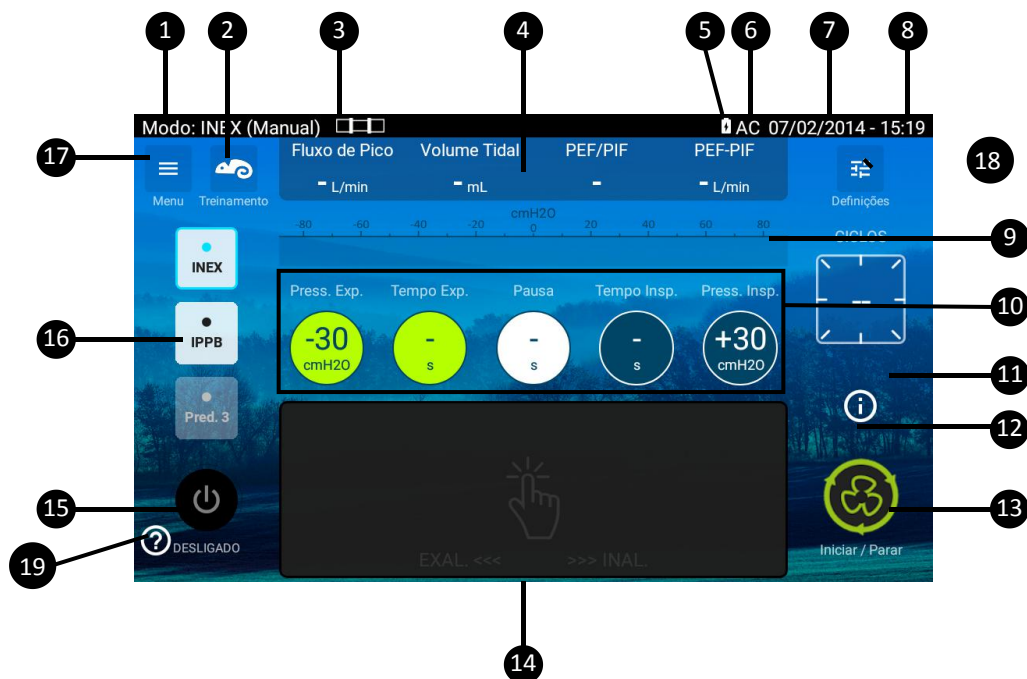 1 2 3 4 5 6 7 8
Modo: INEX (Manual) AC 07/02/2014 - 15:19
17
18
Menu Treinamento
Fluxo de Pico Volume Tidal PEF/PIF PEF-PIF
- L/min - mL - - L/min
Definições
cmH2O
-80 -60 -40 -20 0 20 40 60 80
9
CICLOS
--
INEX
Press. Exp. Tempo Exp. Pausa Tempo Insp. Press. Insp.
10
-30 - - - +30
cmH2O s s s cmH2O
16
IPPB
11
Pred. 3
12
15
13
19
DESLIGADO
EXAL. <<< >>> INAL.
Iniciar / Parar
14